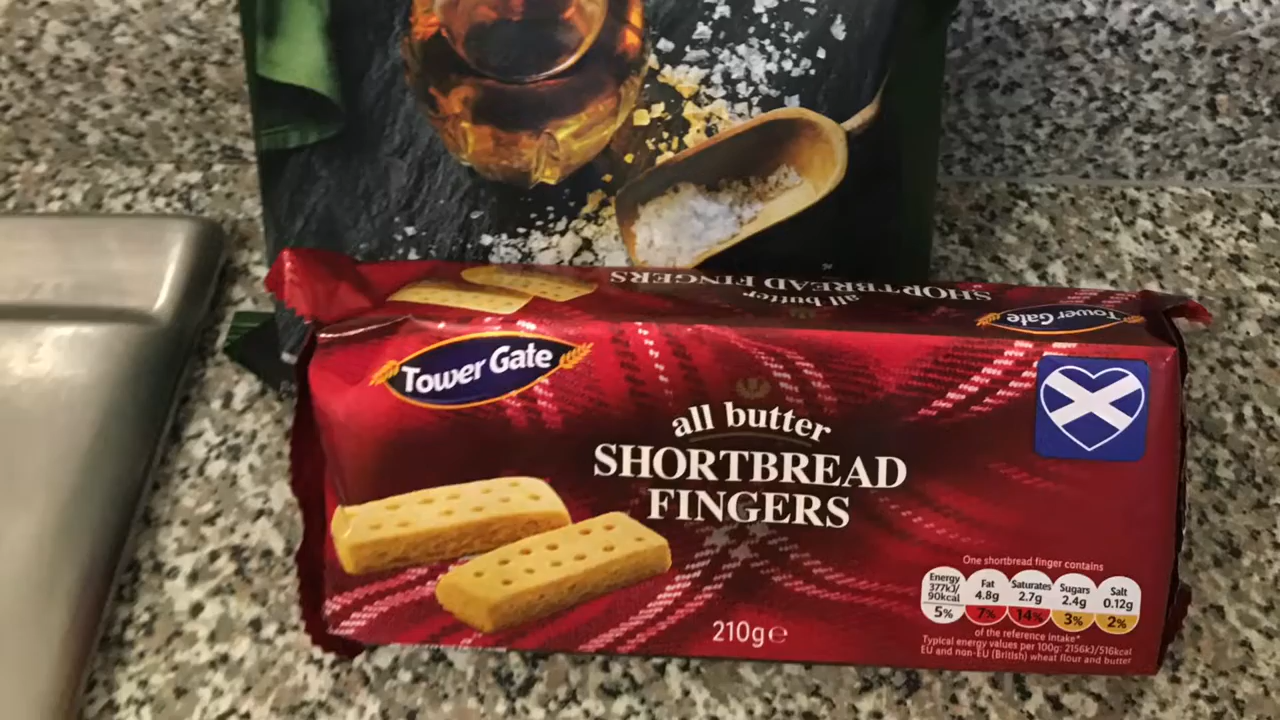 all butter
SHORTBREAD FINGERS
Tower Gate
Tower Gate
all butter
SHORTBREAD
FINGERS
One shortbread finger contains
Energy
377kJ/
90kcal
5%
Fat
4.8g
7%
Saturates
2.7g
14%
Sugars
2.4g
3%
Salt
0.12g
2%
of the reference intake*
Typical energy values per 100g: 2156kJ/516kcal
EU and non-EU (British) wheat flour and butter
210g℮